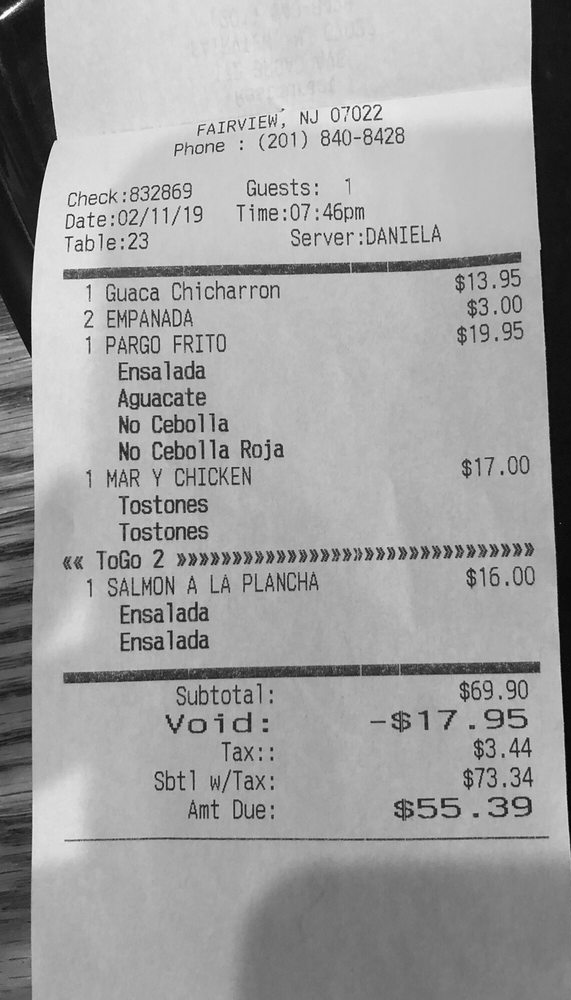 FAIRVIEW, NJ 07022
Phone : (201) 840-8428
Check:832869 Guests: 1
Date:02/11/19 Time:07:46pm
Table:23 Server:DANIELA
1 Guaca Chicharron $13.95
2 EMPANADA $3.00
1 PARGO FRITO $19.95
Ensalada
Aguacate
No Cebolla
No Cebolla Roja
1 MAR Y CHICKEN $17.00
Tostones
Tostones
«« ToGo 2 »»»»»»»»»»»»»»»»»»»»»»»»»»»»»»»»
1 SALMON A LA PLANCHA $16.00
Ensalada
Ensalada
Subtotal: $69.90
Void: -$17.95
Tax:: $3.44
Sbtl w/Tax: $73.34
Amt Due: $55.39